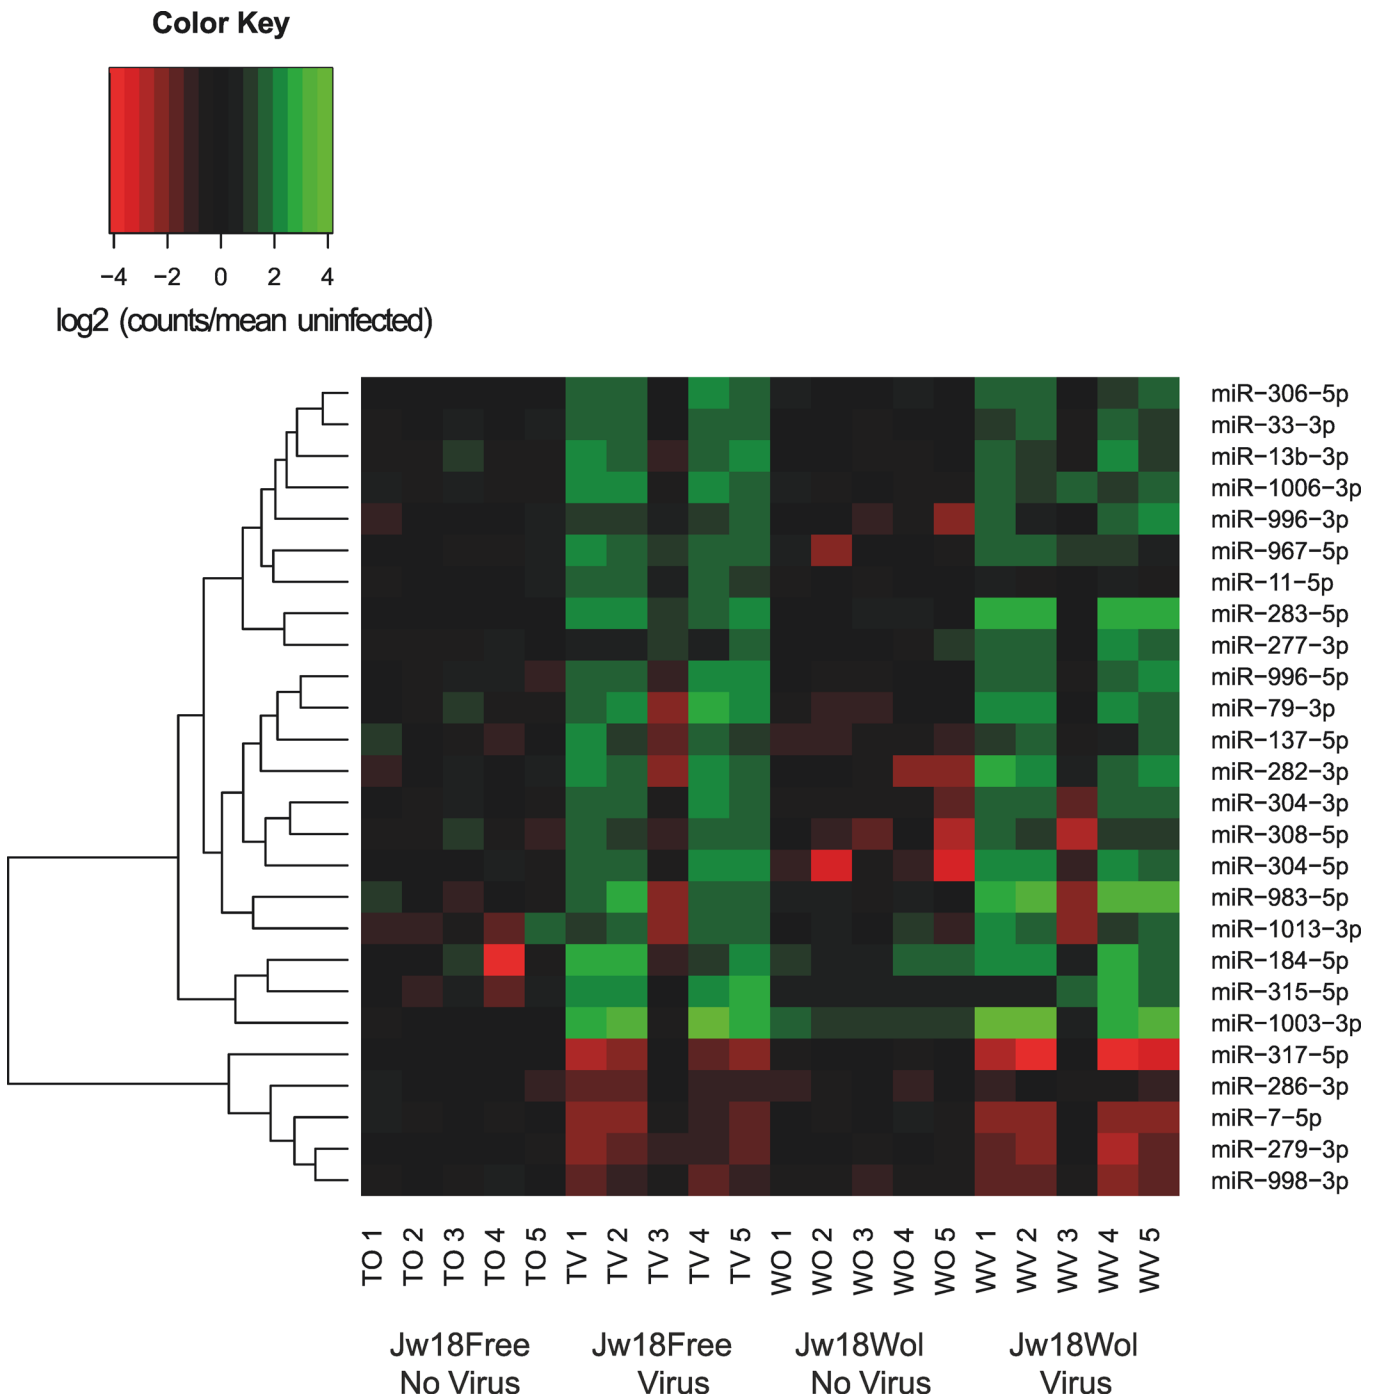 Color Key
−4 −2 0 2 4
log2 (counts/mean uninfected)
miR−306−5p
miR−33−3p
miR−13b−3p
miR−1006−3p
miR−996−3p
miR−967−5p
miR−11−5p
miR−283−5p
miR−277−3p
miR−996−5p
miR−79−3p
miR−137−5p
miR−282−3p
miR−304−3p
miR−308−5p
miR−304−5p
miR−983−5p
miR−1013−3p
miR−184−5p
miR−315−5p
miR−1003−3p
miR−317−5p
miR−286−3p
miR−7−5p
miR−279−3p
miR−998−3p
TO 1
TO 2
TO 3
TO 4
TO 5
TV 1
TV 2
TV 3
TV 4
TV 5
WO 1
WO 2
WO 3
WO 4
WO 5
WV 1
WV 2
WV 3
WV 4
WV 5
Jw18Free
No Virus
Jw18Free
Virus
Jw18Wol
No Virus
Jw18Wol
Virus